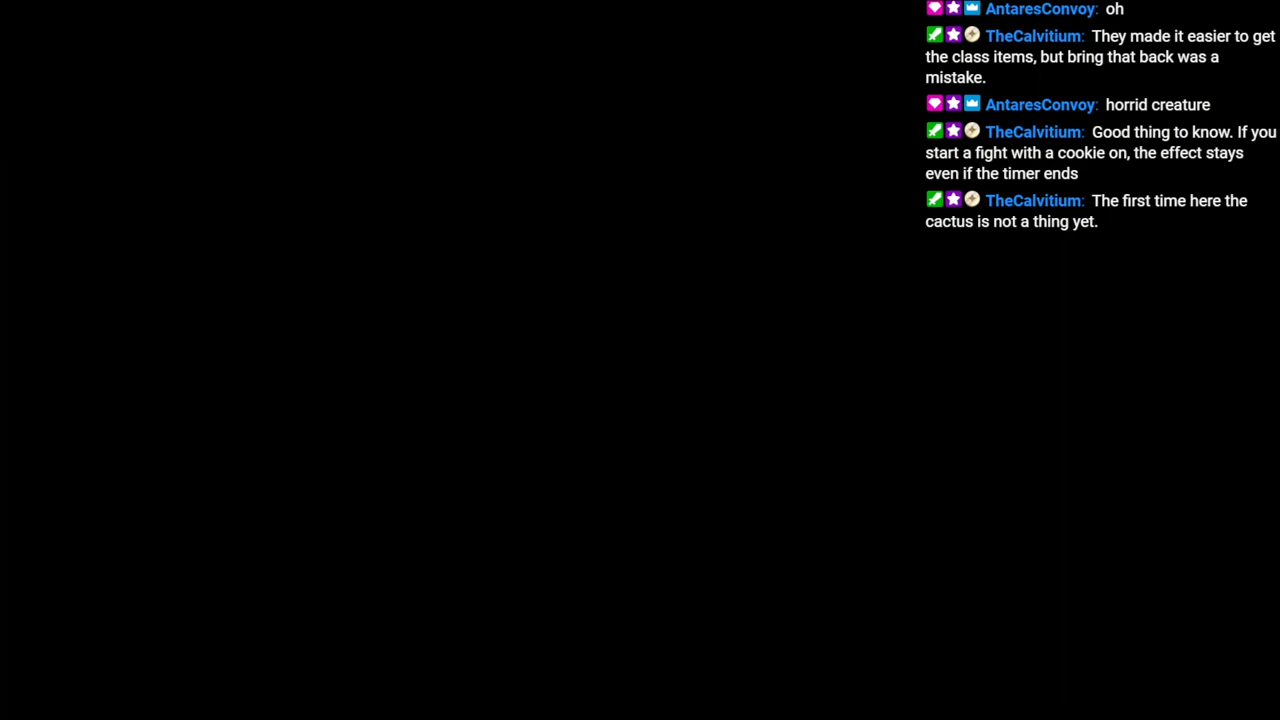 AntaresConvoy: oh
TheCalvitium: They made it easier to get
the class items, but bring that back was a
mistake.
AntaresConvoy: horrid creature
TheCalvitium: Good thing to know. If you
start a fight with a cookie on, the effect stays
even if the timer ends
TheCalvitium: The first time here the
cactus is not a thing yet.